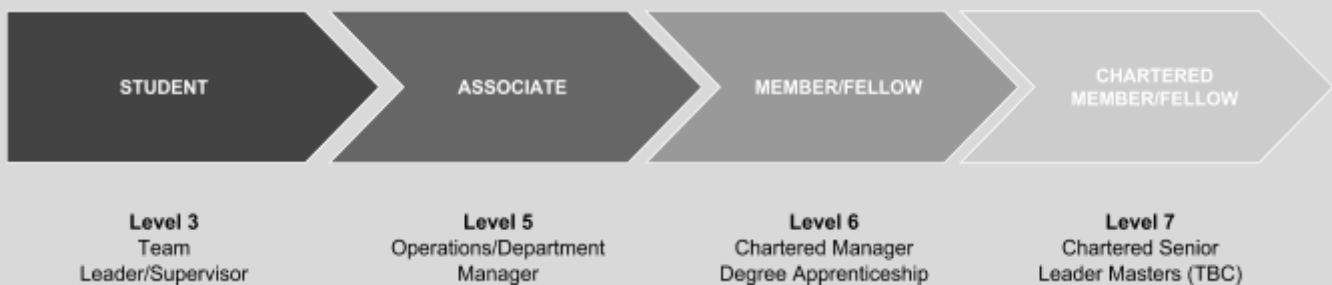 STUDENT
ASSOCIATE
MEMBER/FELLOW
CHARTERED
MEMBER/FELLOW
Level 3
Team
Leader/Supervisor
Level 5
Operations/Department
Manager
Level 6
Chartered Manager
Degree Apprenticeship
Level 7
Chartered Senior
Leader Masters (TBC)